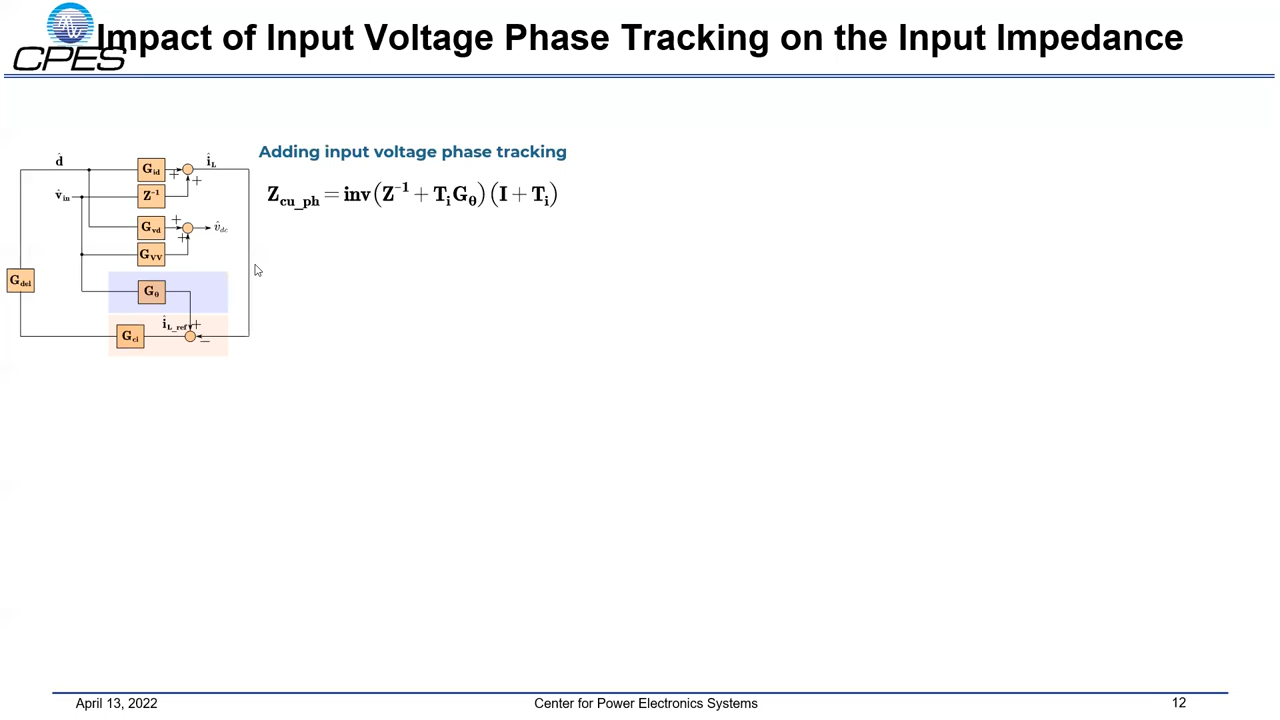 Impact of Input Voltage Phase Tracking on the Input Impedance
CPES
Adding input voltage phase tracking
Z_cu_ph = inv(Z⁻¹ + T_i G_θ)(I + T_i)
d̂
î_L
G_id
+
+
v̂_in
Z⁻¹
G_vd
+
+
v̂_dc
G_VV
G_del
G_θ
î_L_ref
+
G_ci
−
April 13, 2022
Center for Power Electronics Systems
12